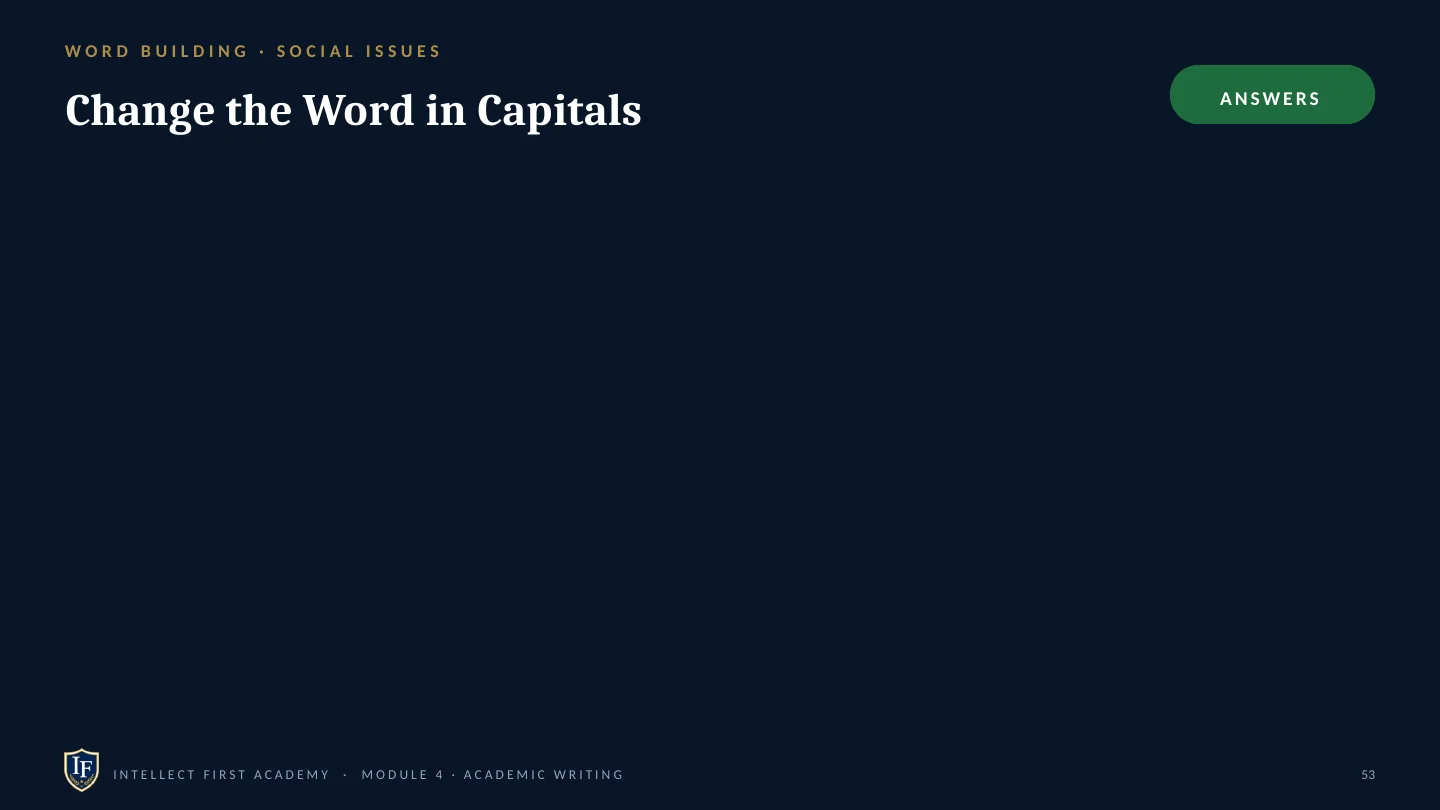 WORD BUILDING · SOCIAL ISSUES
Change the Word in Capitals
ANSWERS
IF
INTELLECT FIRST ACADEMY · MODULE 4 · ACADEMIC WRITING
53